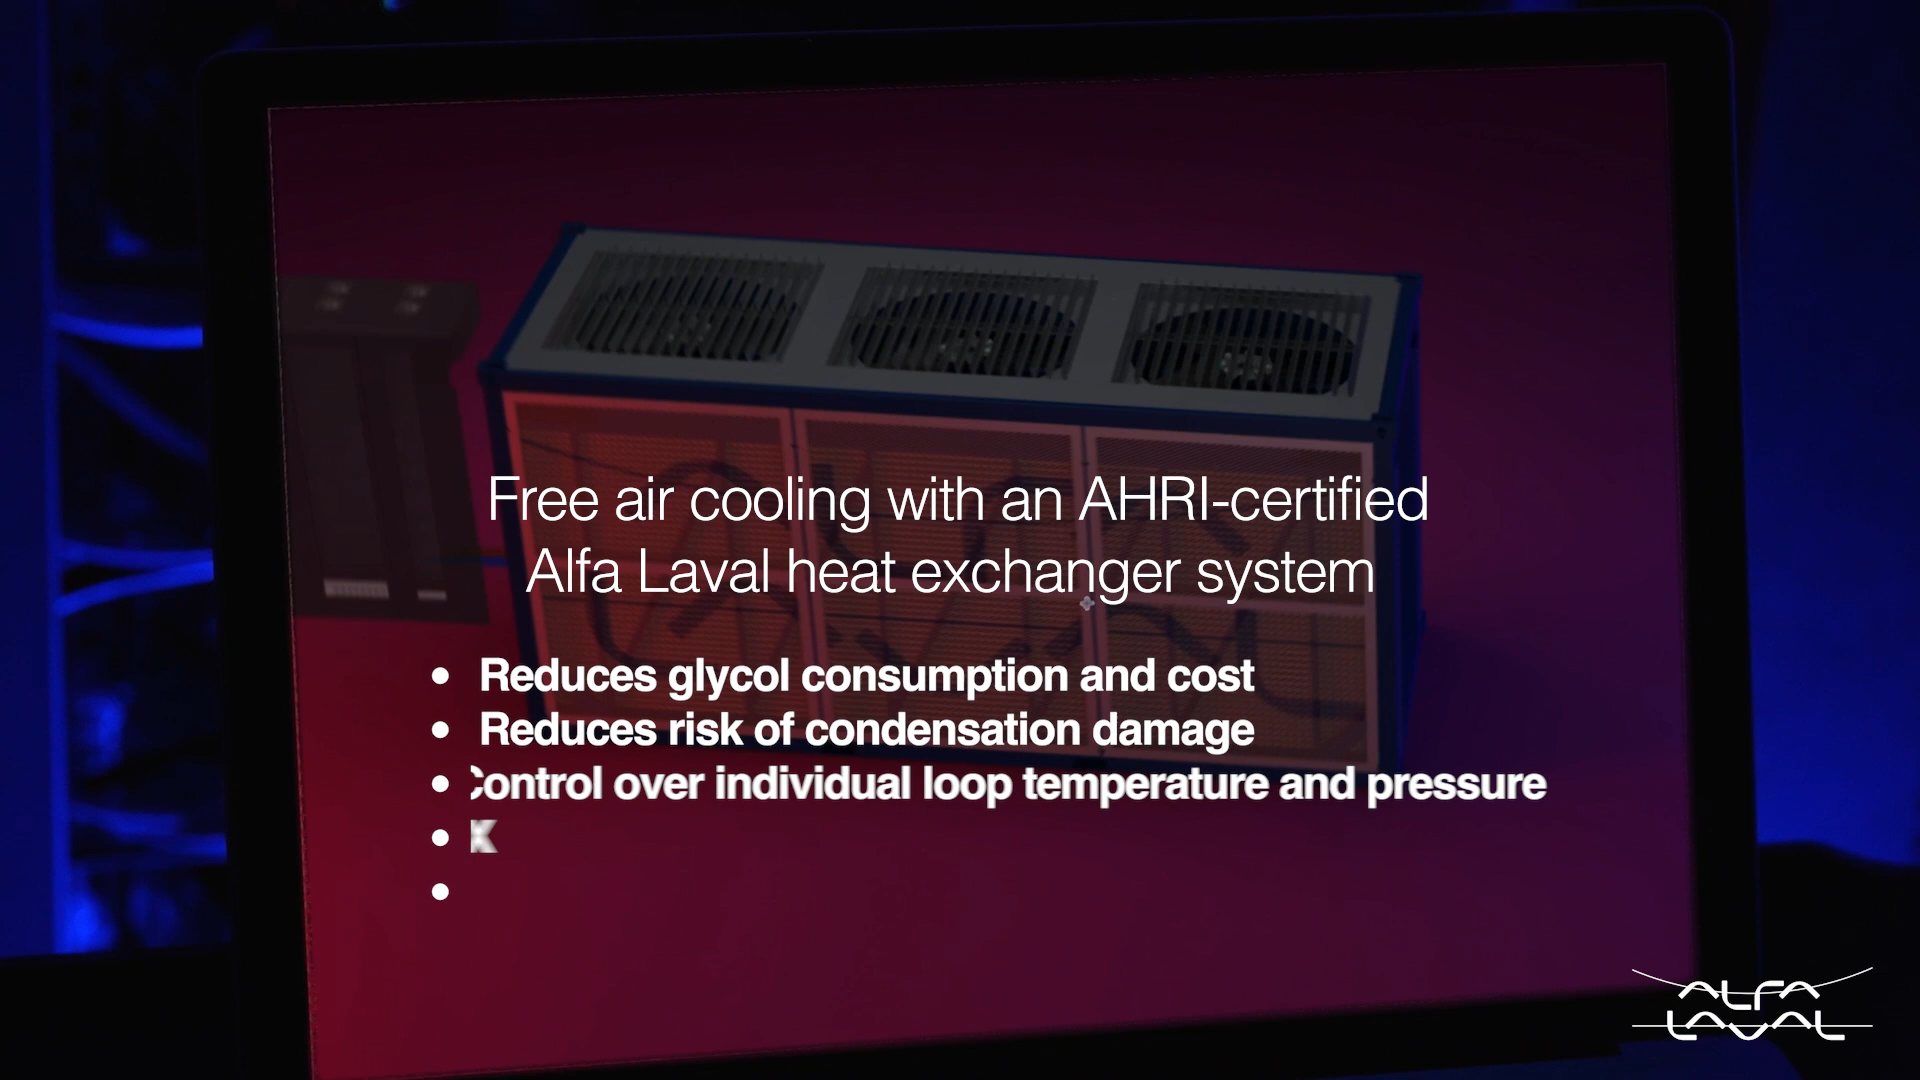 Free air cooling with an AHRI-certified
Alfa Laval heat exchanger system
• Reduces glycol consumption and cost
• Reduces risk of condensation damage
• Control over individual loop temperature and pressure
•
•
ALFA
LAVAL